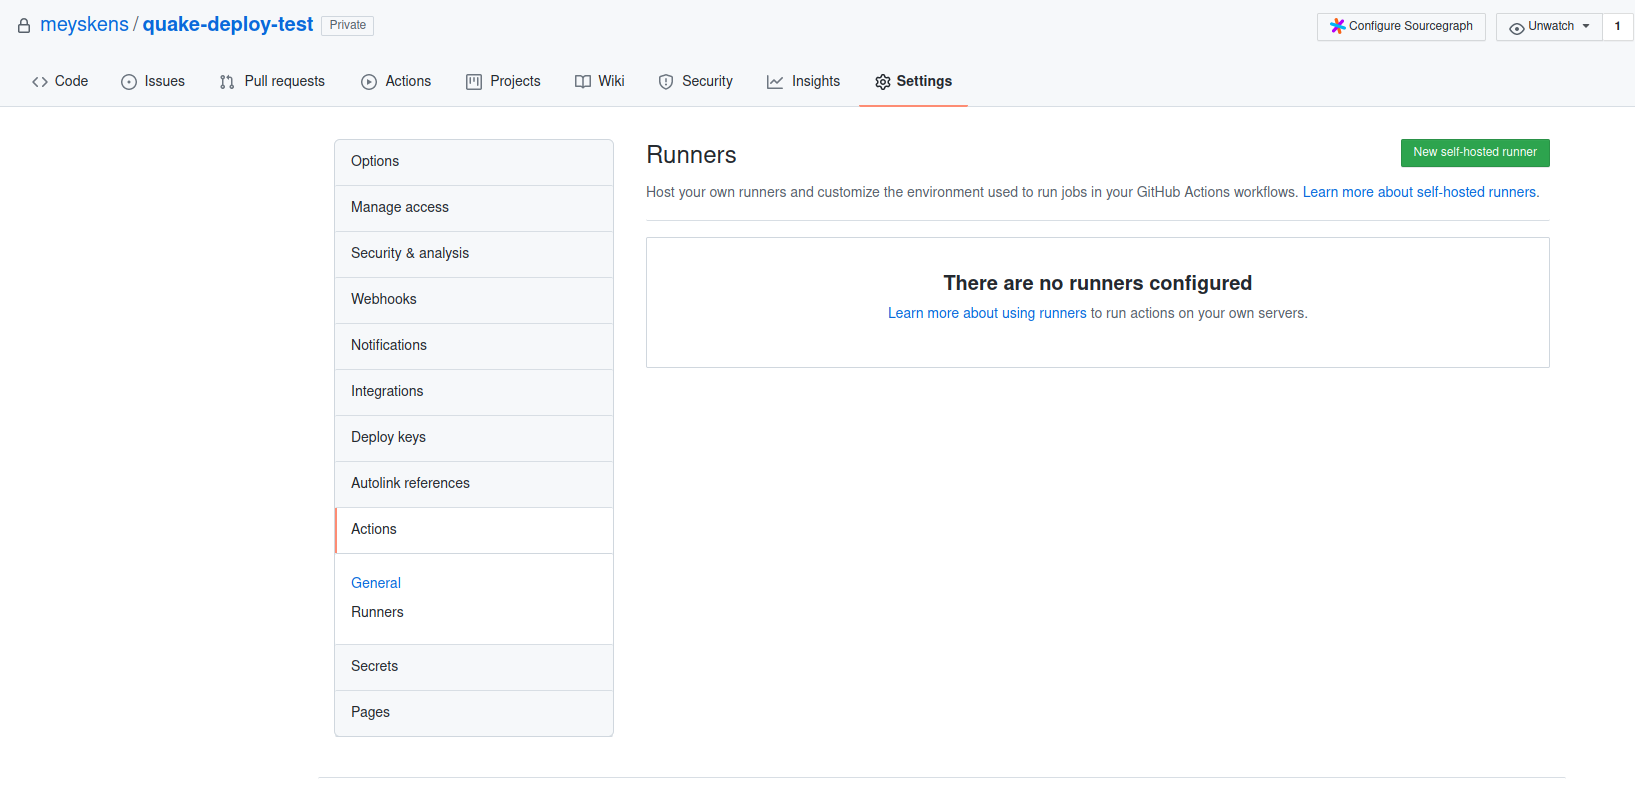 meyskens / quake-deploy-test Private
Configure Sourcegraph Unwatch 1
Code Issues Pull requests Actions Projects Wiki Security Insights Settings
Options
Manage access
Security & analysis
Webhooks
Notifications
Integrations
Deploy keys
Autolink references
Actions
General
Runners
Secrets
Pages
Runners
New self-hosted runner
Host your own runners and customize the environment used to run jobs in your GitHub Actions workflows. Learn more about self-hosted runners.
There are no runners configured
Learn more about using runners to run actions on your own servers.